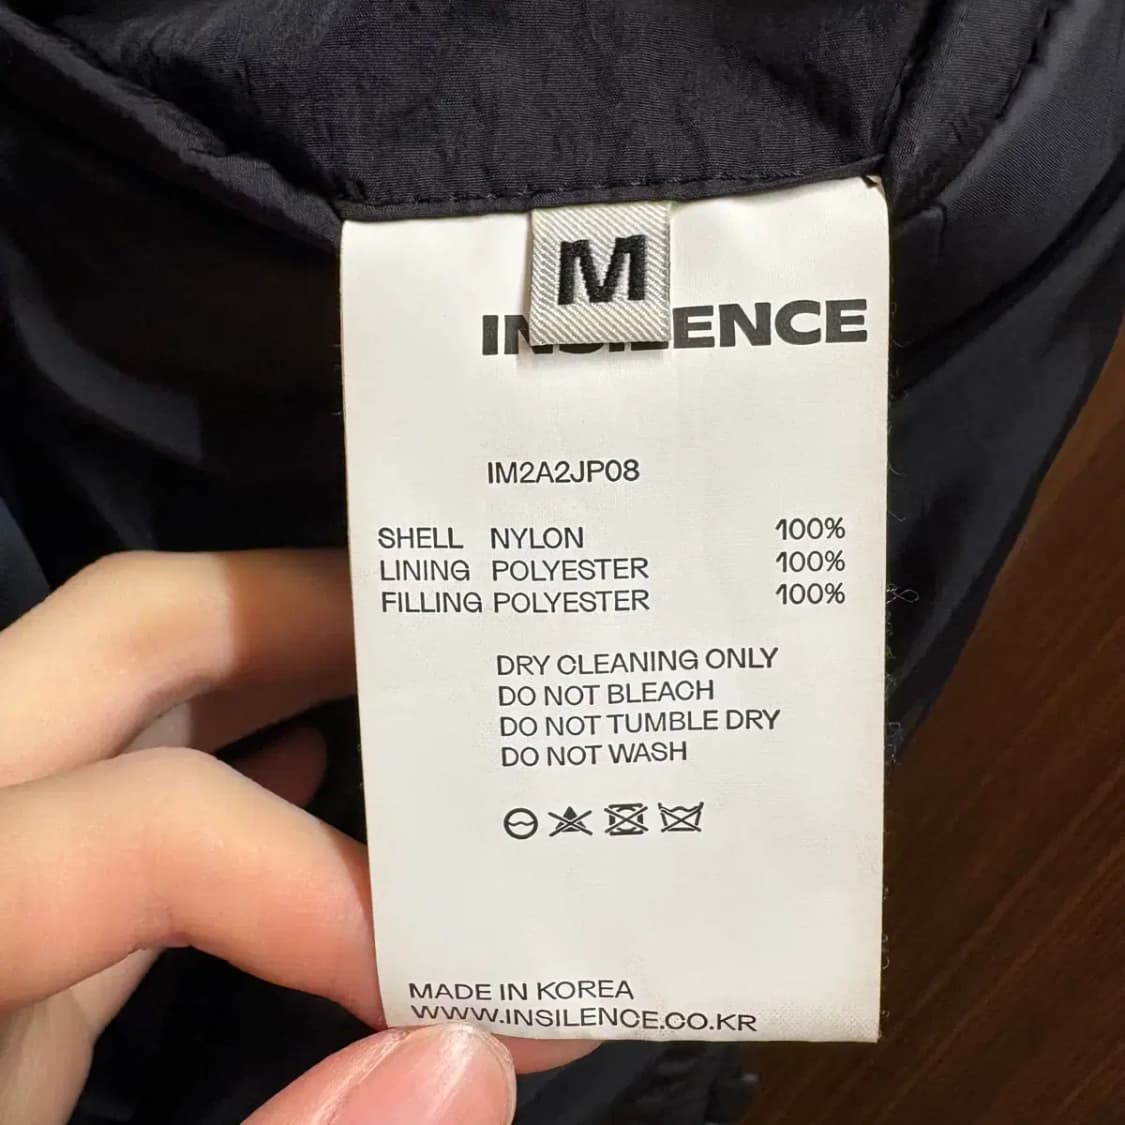 M
INSILENCE
IM2A2JP08
SHELL NYLON 100%
LINING POLYESTER 100%
FILLING POLYESTER 100%
DRY CLEANING ONLY
DO NOT BLEACH
DO NOT TUMBLE DRY
DO NOT WASH
MADE IN KOREA
WWW.INSILENCE.CO.KR